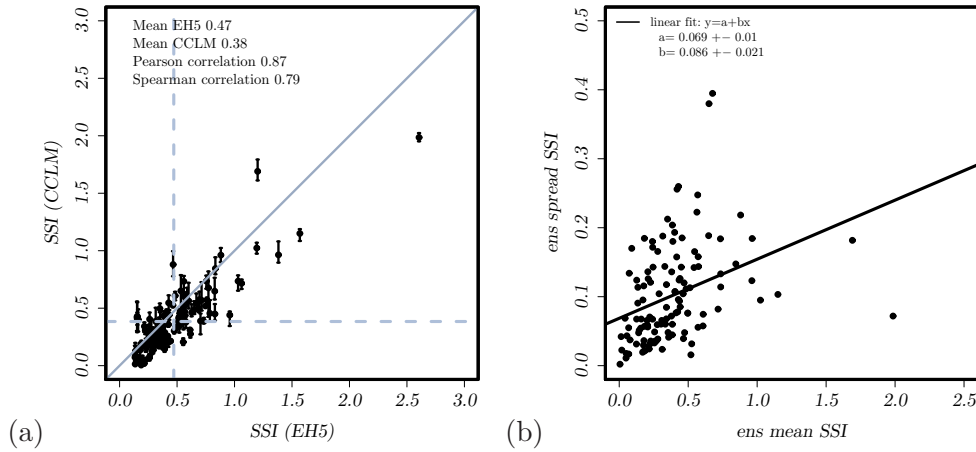 Mean EH5 0.47
Mean CCLM 0.38
Pearson correlation 0.87
Spearman correlation 0.79
SSI (CCLM)
3.0
2.5
2.0
1.5
1.0
0.5
0.0
0.0 0.5 1.0 1.5 2.0 2.5 3.0
SSI (EH5)
(a)
linear fit: y=a+bx
a= 0.069 +− 0.01
b= 0.086 +− 0.021
ens spread SSI
0.5
0.4
0.3
0.2
0.1
0.0
0.0 0.5 1.0 1.5 2.0 2.5
ens mean SSI
(b)